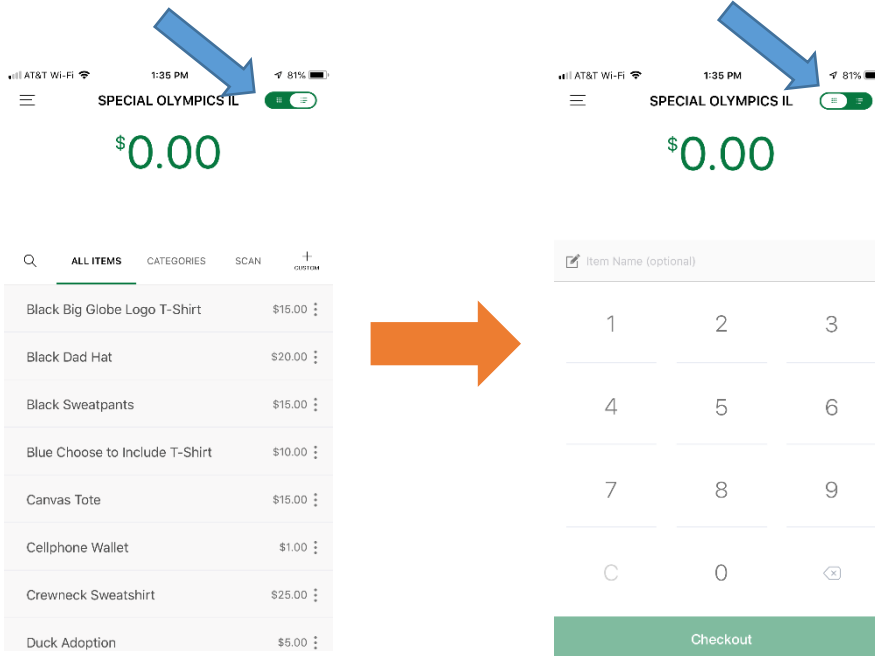 AT&T Wi-Fi 1:35 PM 81%
SPECIAL OLYMPICS IL
$0.00
ALL ITEMS CATEGORIES SCAN CUSTOM
Black Big Globe Logo T-Shirt $15.00
Black Dad Hat $20.00
Black Sweatpants $15.00
Blue Choose to Include T-Shirt $10.00
Canvas Tote $15.00
Cellphone Wallet $1.00
Crewneck Sweatshirt $25.00
Duck Adoption $5.00
AT&T Wi-Fi 1:35 PM 81%
SPECIAL OLYMPICS IL
$0.00
Item Name (optional)
1 2 3
4 5 6
7 8 9
C 0
Checkout